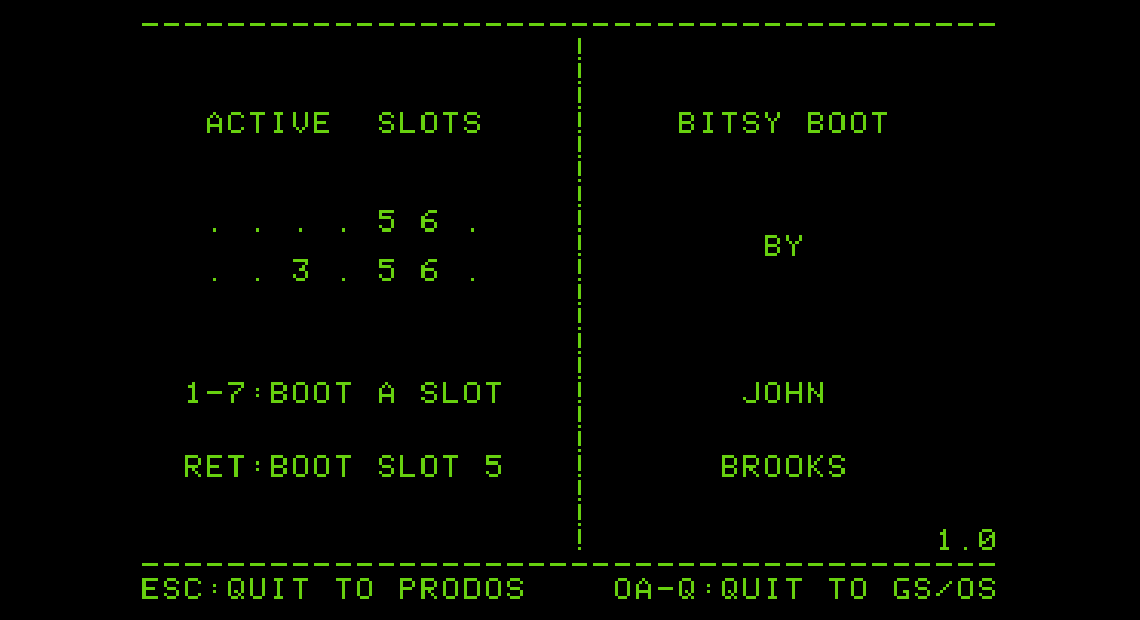 ACTIVE  SLOTS
. . . . 5 6 .
. . 3 . 5 6 .
1-7:BOOT A SLOT
RET:BOOT SLOT 5
BITSY BOOT
BY
JOHN
BROOKS
1.0
ESC:QUIT TO PRODOS
OA-Q:QUIT TO GS/OS